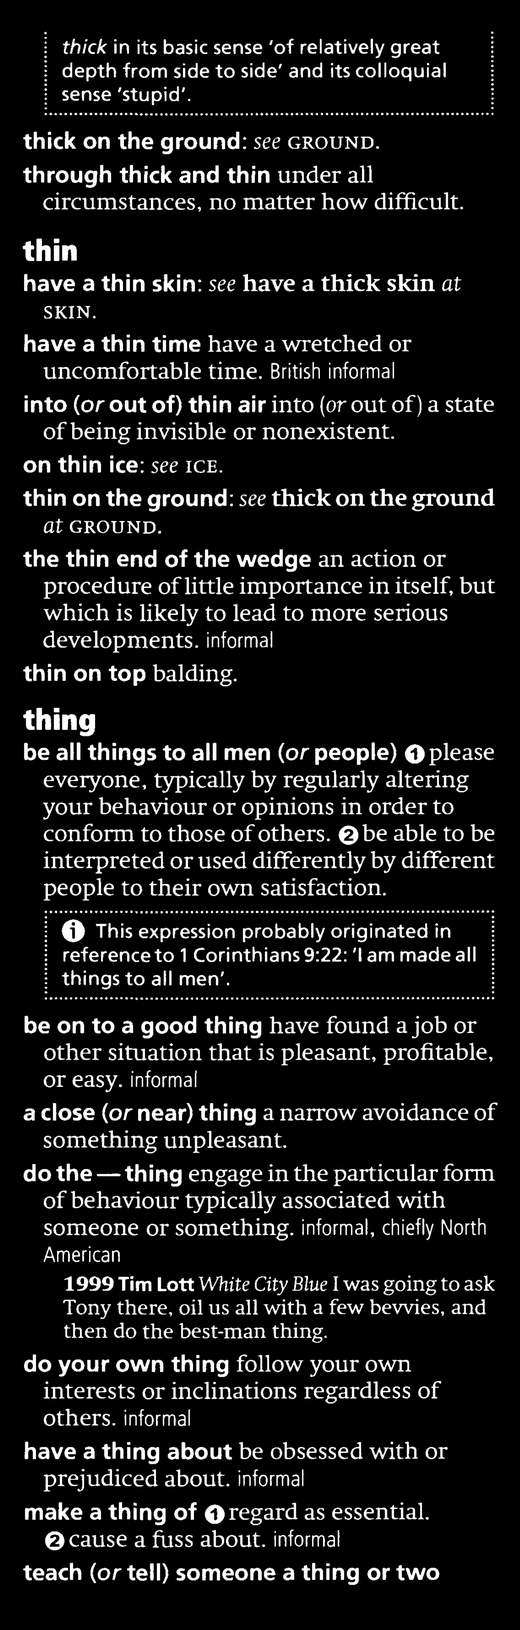 thick in its basic sense 'of relatively great
depth from side to side' and its colloquial
sense 'stupid'.
thick on the ground: see GROUND.
through thick and thin under all
circumstances, no matter how difficult.
thin
have a thin skin: see have a thick skin at
SKIN.
have a thin time have a wretched or
uncomfortable time. British informal
into (or out of) thin air into (or out of) a state
of being invisible or nonexistent.
on thin ice: see ICE.
thin on the ground: see thick on the ground
at GROUND.
the thin end of the wedge an action or
procedure of little importance in itself, but
which is likely to lead to more serious
developments. informal
thin on top balding.
thing
be all things to all men (or people) ❶ please
everyone, typically by regularly altering
your behaviour or opinions in order to
conform to those of others. ❷ be able to be
interpreted or used differently by different
people to their own satisfaction.
ⓘ This expression probably originated in
reference to 1 Corinthians 9:22: 'I am made all
things to all men'.
be on to a good thing have found a job or
other situation that is pleasant, profitable,
or easy. informal
a close (or near) thing a narrow avoidance of
something unpleasant.
do the — thing engage in the particular form
of behaviour typically associated with
someone or something. informal, chiefly North
American
1999 Tim Lott White City Blue I was going to ask
Tony there, oil us all with a few bevvies, and
then do the best-man thing.
do your own thing follow your own
interests or inclinations regardless of
others. informal
have a thing about be obsessed with or
prejudiced about. informal
make a thing of ❶ regard as essential.
❷ cause a fuss about. informal
teach (or tell) someone a thing or two